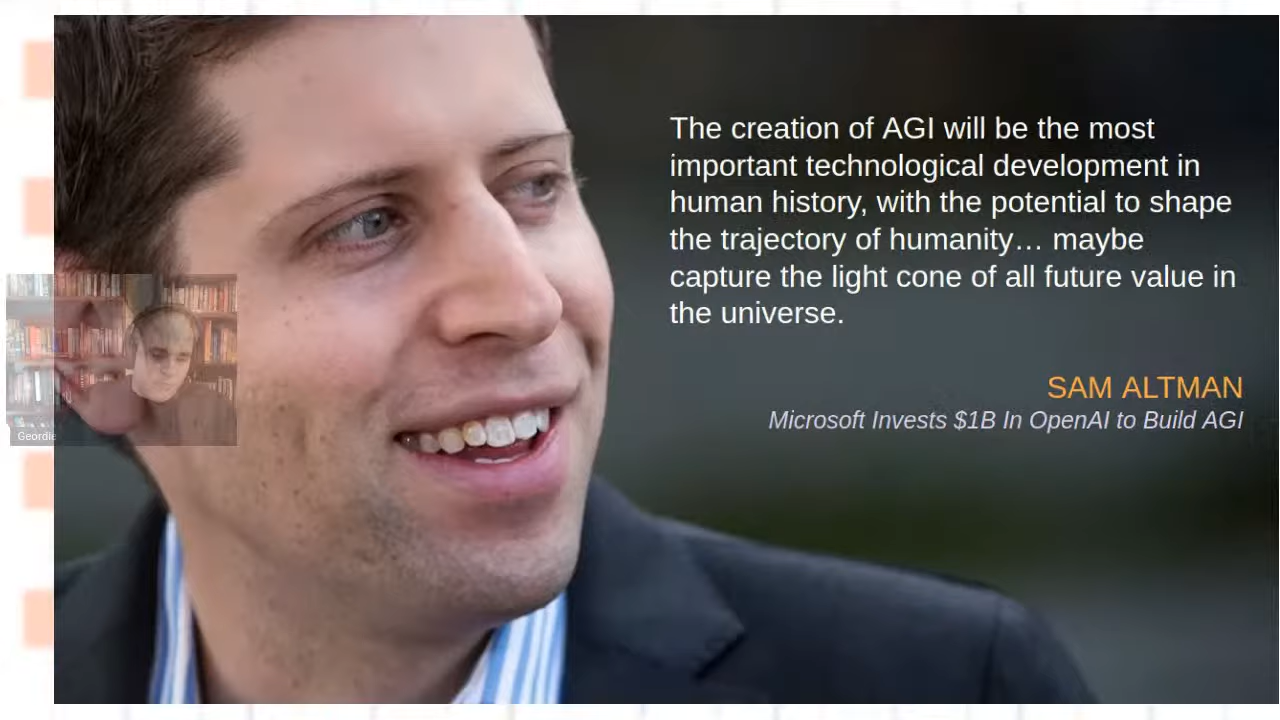 The creation of AGI will be the most
important technological development in
human history, with the potential to shape
the trajectory of humanity… maybe
capture the light cone of all future value in
the universe.
SAM ALTMAN
Microsoft Invests $1B In OpenAI to Build AGI
Geordie